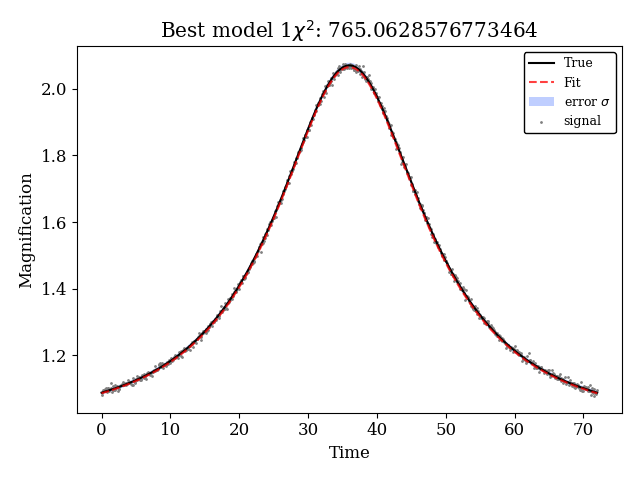 Best model 1χ²: 765.0628576773464
True
Fit
error σ
signal
Magnification
2.0
1.8
1.6
1.4
1.2
0 10 20 30 40 50 60 70
Time